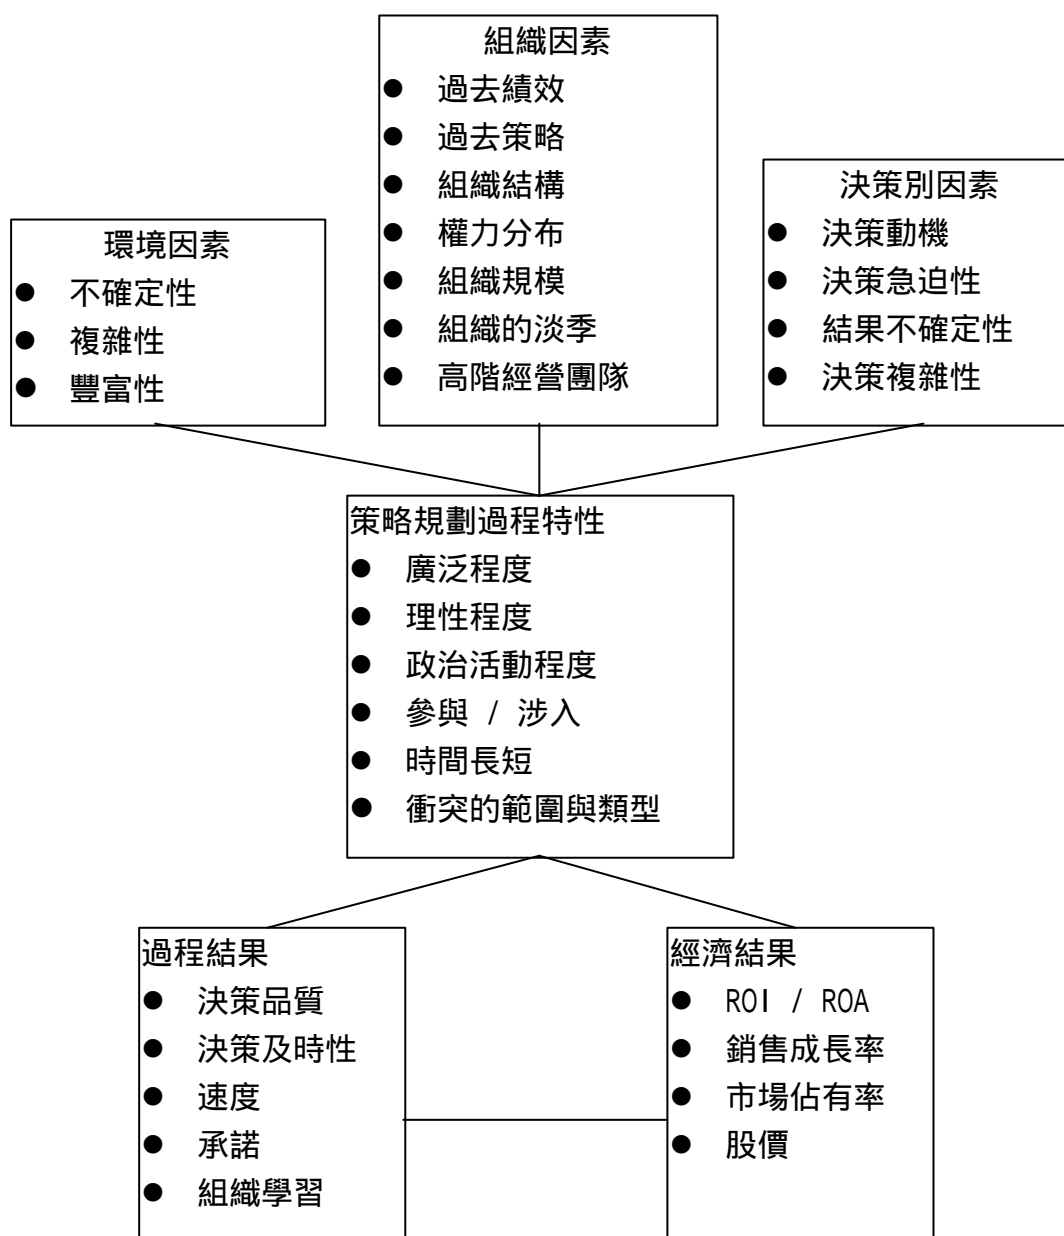 組織因素
● 過去績效
● 過去策略
● 組織結構
● 權力分布
● 組織規模
● 組織的淡季
● 高階經營團隊
決策別因素
● 決策動機
● 決策急迫性
● 結果不確定性
● 決策複雜性
環境因素
● 不確定性
● 複雜性
● 豐富性
策略規劃過程特性
● 廣泛程度
● 理性程度
● 政治活動程度
● 參與 / 涉入
● 時間長短
● 衝突的範圍與類型
過程結果
● 決策品質
● 決策及時性
● 速度
● 承諾
● 組織學習
經濟結果
● ROI / ROA
● 銷售成長率
● 市場佔有率
● 股價